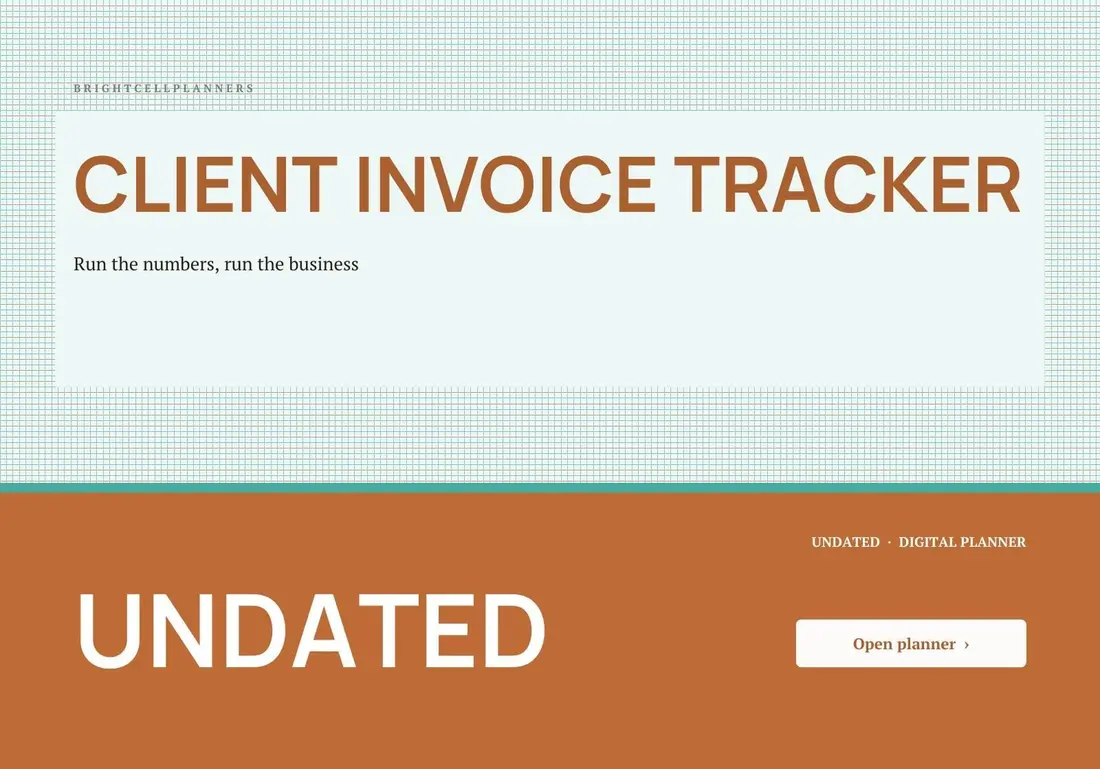 BRIGHTCELLPLANNERS
CLIENT INVOICE TRACKER
Run the numbers, run the business
UNDATED · DIGITAL PLANNER
UNDATED
Open planner ›